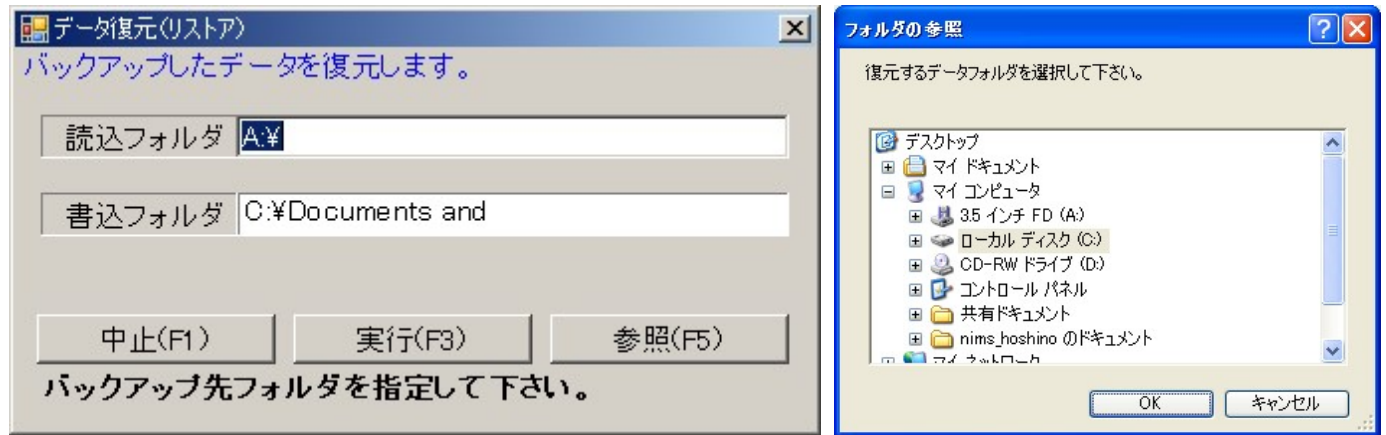 データ復元(リストア)
バックアップしたデータを復元します。
読込フォルダ A:¥
書込フォルダ C:¥Documents and
中止(F1) 実行(F3) 参照(F5)
バックアップ先フォルダを指定して下さい。
フォルダの参照
復元するデータフォルダを選択して下さい。
デスクトップ
マイ ドキュメント
マイ コンピュータ
3.5 インチ FD (A:)
ローカル ディスク (C:)
CD-RW ドライブ (D:)
コントロール パネル
共有ドキュメント
nims_hoshino のドキュメント
マイ ネットワーク
OK キャンセル